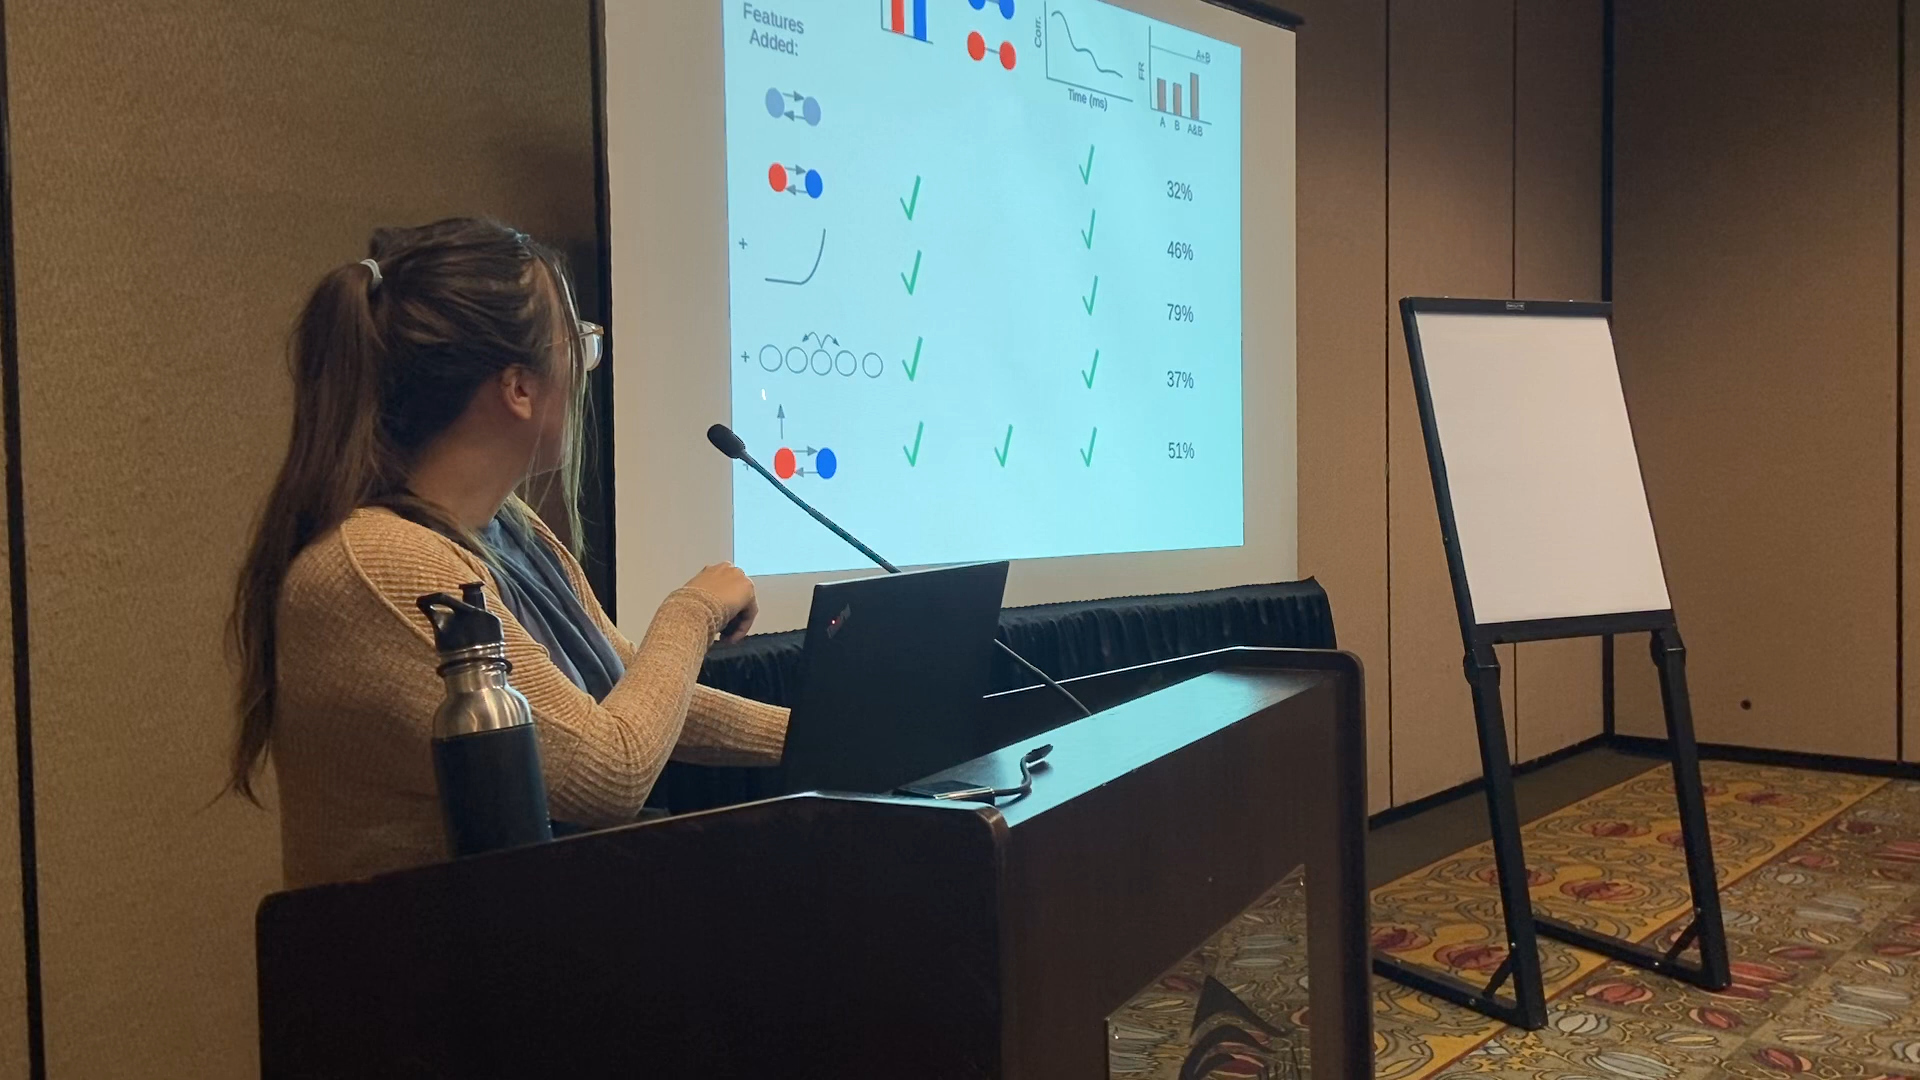 Features
Added:
Corr.
Time (ms)
FR
A+B
A B A&B
32%
+
46%
79%
+
37%
51%